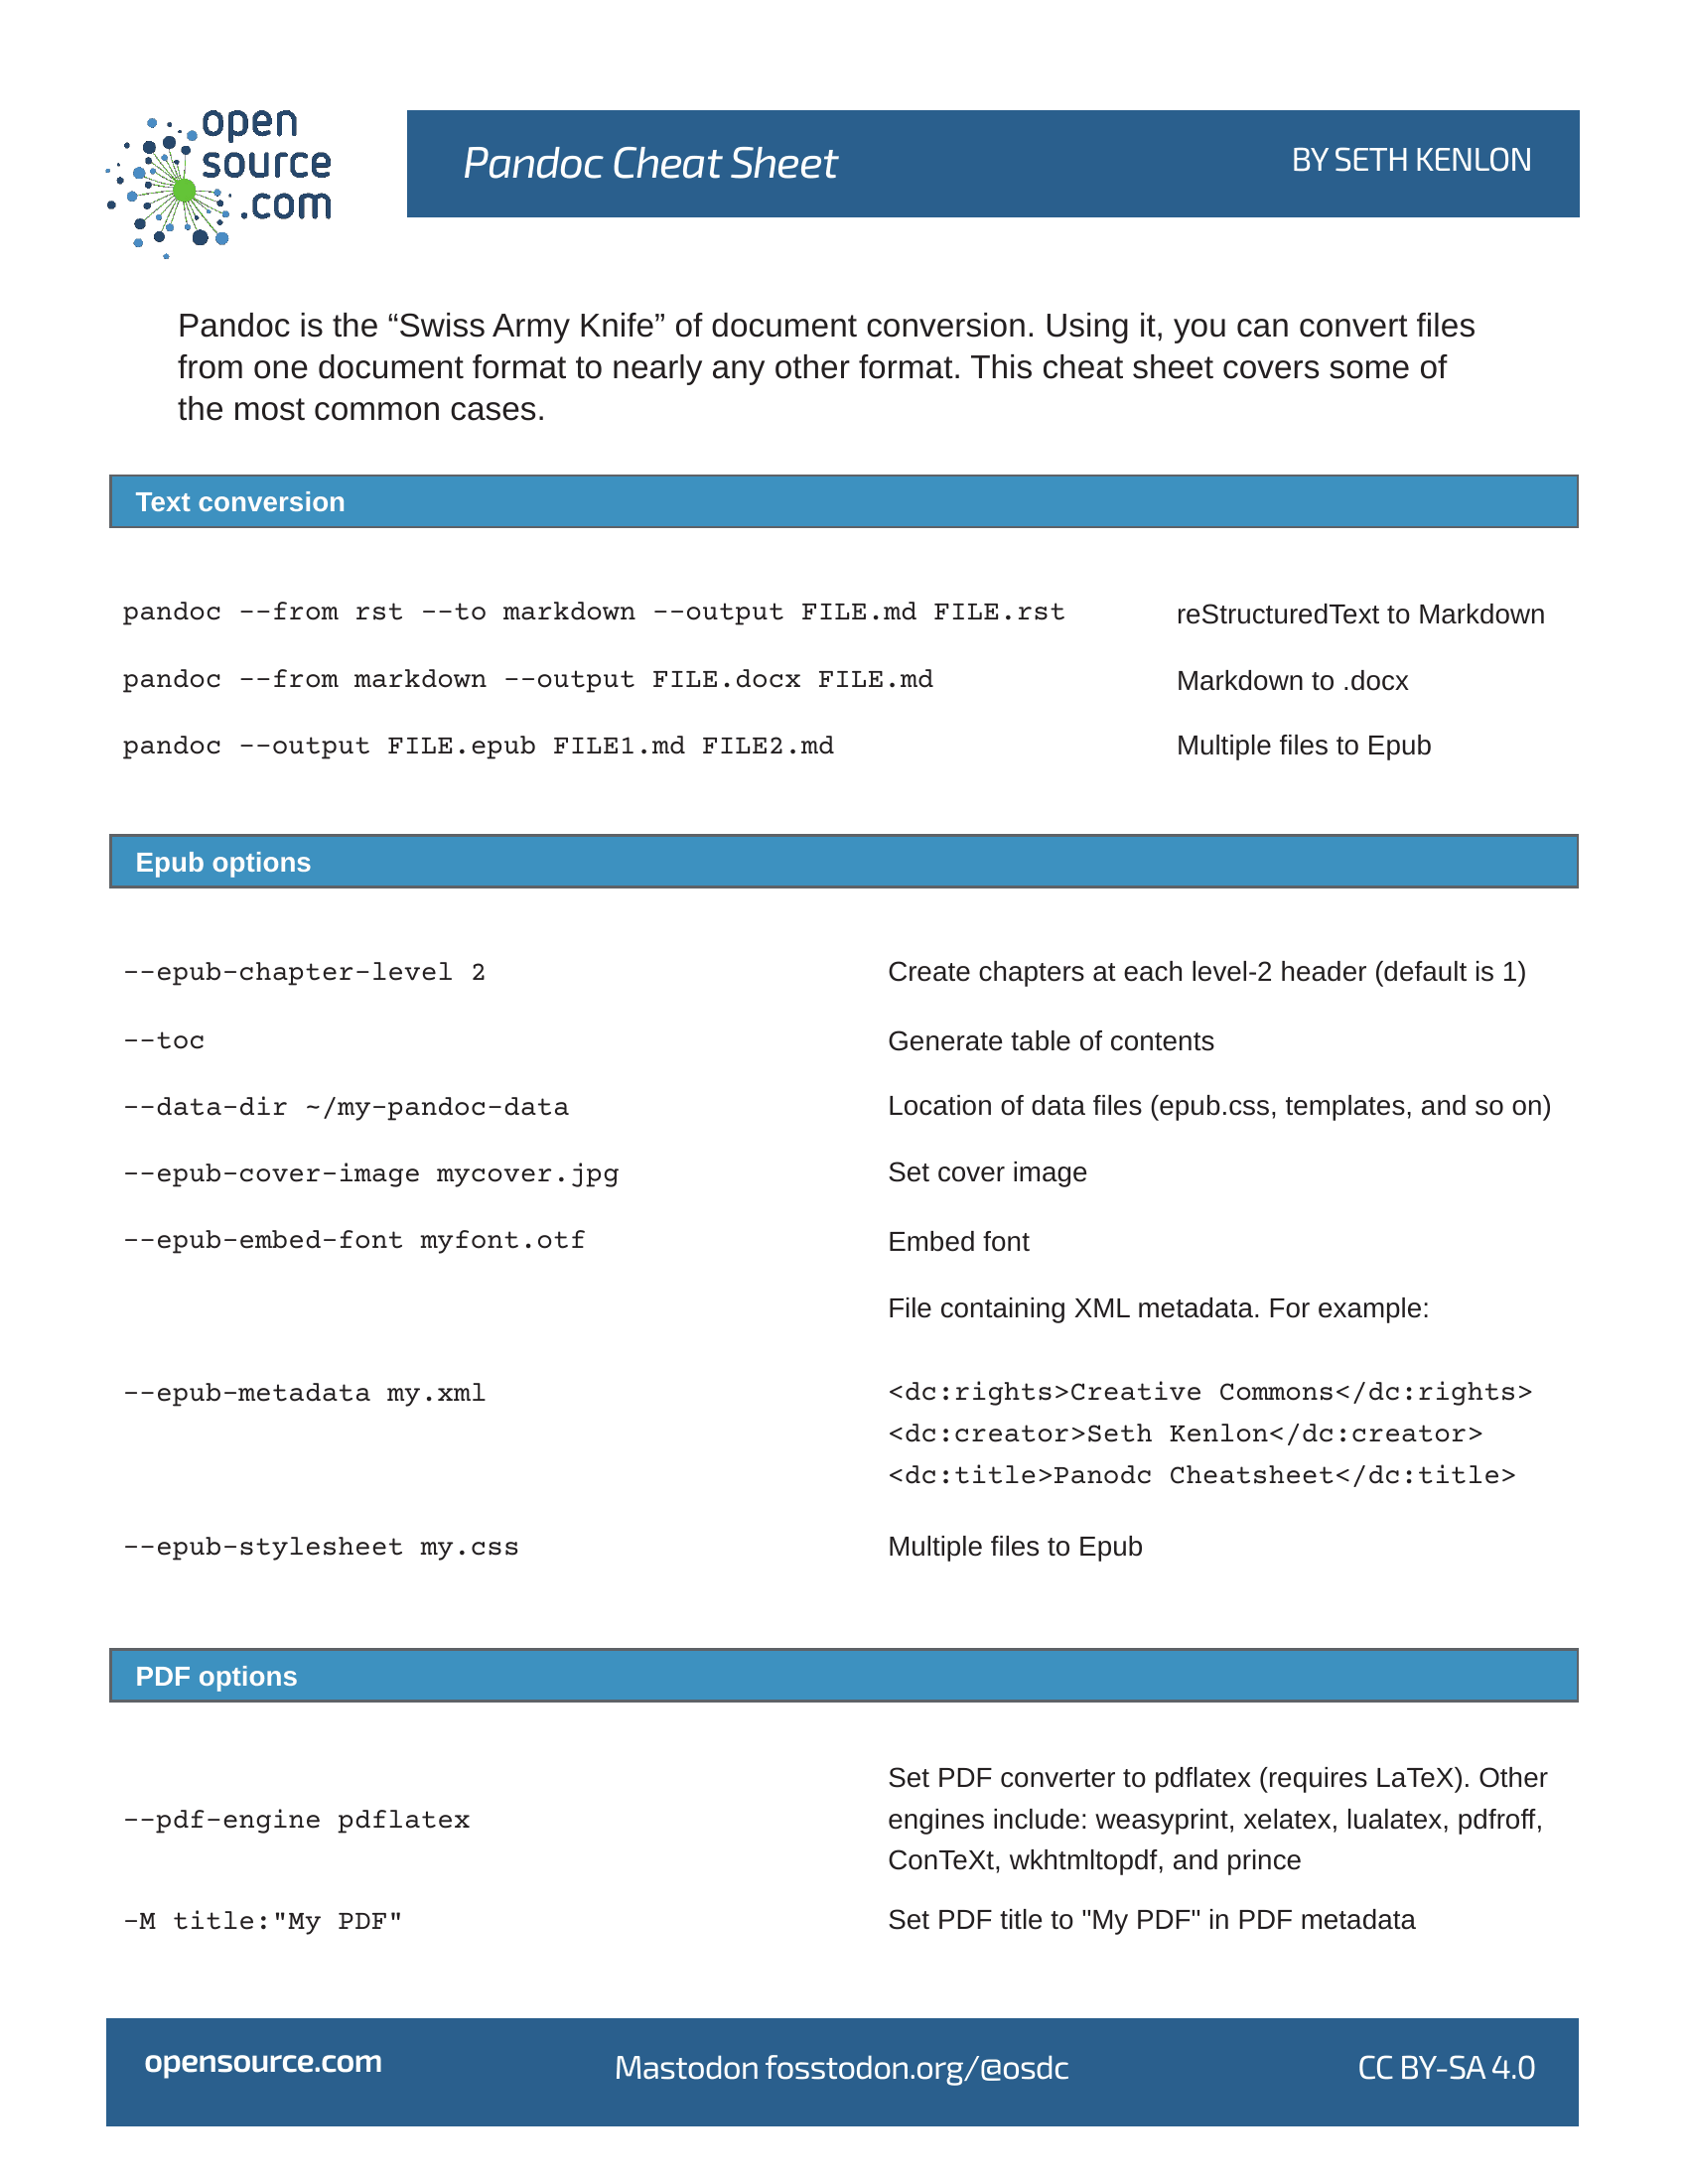 open
source
.com
Pandoc Cheat Sheet
BY SETH KENLON
Pandoc is the “Swiss Army Knife” of document conversion. Using it, you can convert files
from one document format to nearly any other format. This cheat sheet covers some of
the most common cases.
Text conversion
pandoc --from rst --to markdown --output FILE.md FILE.rst
reStructuredText to Markdown
pandoc --from markdown --output FILE.docx FILE.md
Markdown to .docx
pandoc --output FILE.epub FILE1.md FILE2.md
Multiple files to Epub
Epub options
--epub-chapter-level 2
Create chapters at each level-2 header (default is 1)
--toc
Generate table of contents
--data-dir ~/my-pandoc-data
Location of data files (epub.css, templates, and so on)
--epub-cover-image mycover.jpg
Set cover image
--epub-embed-font myfont.otf
Embed font
--epub-metadata my.xml
File containing XML metadata. For example:
<dc:rights>Creative Commons</dc:rights>
<dc:creator>Seth Kenlon</dc:creator>
<dc:title>Panodc Cheatsheet</dc:title>
--epub-stylesheet my.css
Multiple files to Epub
PDF options
--pdf-engine pdflatex
Set PDF converter to pdflatex (requires LaTeX). Other
engines include: weasyprint, xelatex, lualatex, pdfroff,
ConTeXt, wkhtmltopdf, and prince
-M title:"My PDF"
Set PDF title to "My PDF" in PDF metadata
opensource.com
Mastodon fosstodon.org/@osdc
CC BY-SA 4.0